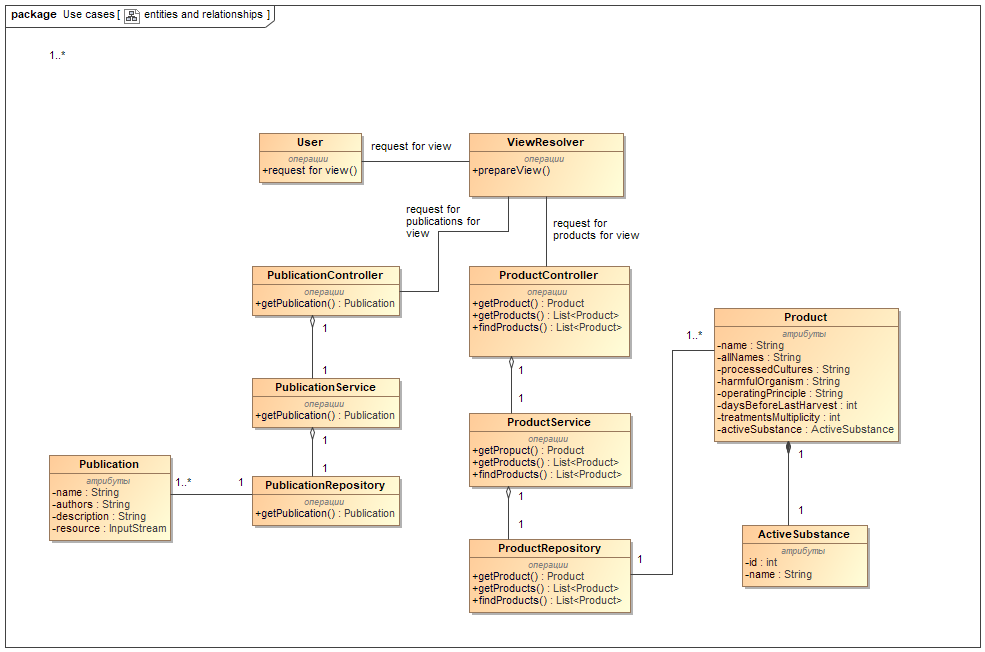 package Use cases [ entities and relationships ]
1..*
User
операции
+request for view()
request for view
ViewResolver
операции
+prepareView()
request for
publications for
view
request for
products for view
PublicationController
операции
+getPublication() : Publication
1
1
PublicationService
операции
+getPublication() : Publication
1
1
PublicationRepository
операции
+getPublication() : Publication
1
1..*
Publication
атрибуты
-name : String
-authors : String
-description : String
-resource : InputStream
ProductController
операции
+getProduct() : Product
+getProducts() : List<Product>
+findProducts() : List<Product>
1
1
ProductService
операции
+getPropuct() : Product
+getProducts() : List<Product>
+findProducts() : List<Product>
1
1
ProductRepository
операции
+getProduct() : Product
+getProducts() : List<Product>
+findProducts() : List<Product>
1
1..*
Product
атрибуты
-name : String
-allNames : String
-processedCultures : String
-harmfulOrganism : String
-operatingPrinciple : String
-daysBeforeLastHarvest : int
-treatmentsMultiplicity : int
-activeSubstance : ActiveSubstance
1
1
ActiveSubstance
атрибуты
-id : int
-name : String